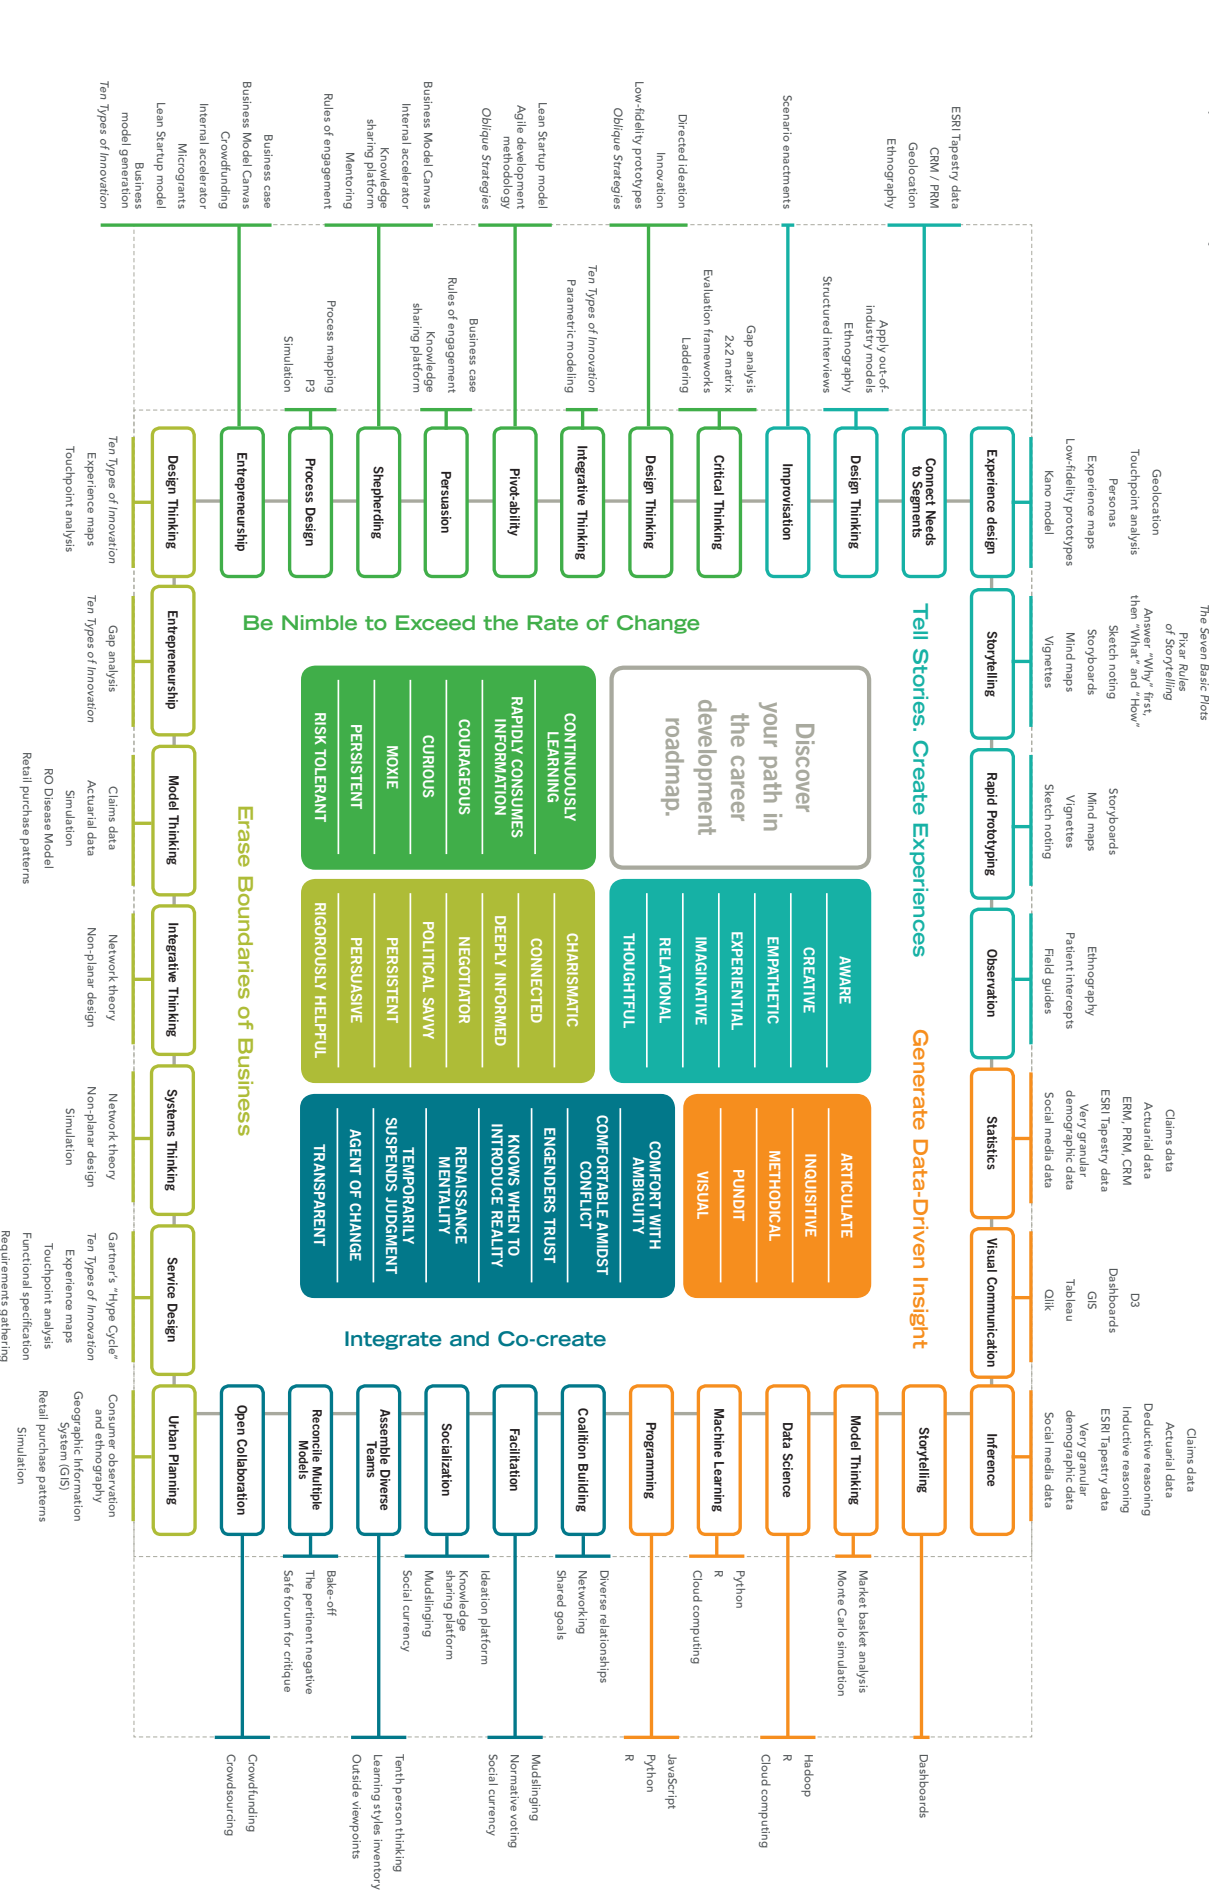 The Seven Basic Plots
Pixar Rules
of Storytelling
Answer “Why” first,
then “What” and “How”
Sketch noting
Storyboards
Mind maps
Vignettes
Geolocation
Touchpoint analysis
Personas
Experience maps
Low-fidelity prototypes
Kano model
Storyboards
Mind maps
Vignettes
Sketch noting
Ethnography
Patient intercepts
Field guides
Claims data
Actuarial data
ERM, PRM, CRM
ESRI Tapestry data
Very granular
demographic data
Social media data
D3
Dashboards
GIS
Tableau
Qlik
Claims data
Actuarial data
Deductive reasoning
Inductive reasoning
ESRI Tapestry data
Very granular
demographic data
Social media data
Experience design
Storytelling
Rapid Prototyping
Observation
Statistics
Visual Communication
Inference
ESRI Tapestry data
CRM / PRM
Geolocation
Ethnography
Connect Needs
to Segments
Apply out-of-
industry models
Ethnography
Structured interviews
Design Thinking
Scenario enactments
Improvisation
Gap analysis
2x2 matrix
Evaluation frameworks
Laddering
Critical Thinking
Directed ideation
Innovation
Low-fidelity prototypes
Oblique Strategies
Design Thinking
Ten Types of Innovation
Parametric modeling
Integrative Thinking
Lean Startup model
Agile development
methodology
Oblique Strategies
Pivot-ability
Business case
Rules of engagement
Knowledge
sharing platform
Persuasion
Business Model Canvas
Internal accelerator
Knowledge
sharing platform
Mentoring
Rules of engagement
Shepherding
Process mapping
P3
Simulation
Process Design
Business case
Business Model Canvas
Crowdfunding
Internal accelerator
Microgrants
Lean Startup model
Business
model generation
Ten Types of Innovation
Entrepreneurship
Tell Stories. Create Experiences
Generate Data-Driven Insight
Be Nimble to Exceed the Rate of Change
Integrate and Co-create
Erase Boundaries of Business
Discover
your path in
the career
development
roadmap.
AWARE
CREATIVE
EMPATHETIC
EXPERIENTIAL
IMAGINATIVE
RELATIONAL
THOUGHTFUL
ARTICULATE
INQUISITIVE
METHODICAL
PUNDIT
VISUAL
CONTINUOUSLY
LEARNING
RAPIDLY CONSUMES
INFORMATION
COURAGEOUS
CURIOUS
MOXIE
PERSISTENT
RISK TOLERANT
CHARISMATIC
CONNECTED
DEEPLY INFORMED
NEGOTIATOR
POLITICAL SAVVY
PERSISTENT
PERSUASIVE
RIGOROUSLY HELPFUL
COMFORT WITH
AMBIGUITY
COMFORTABLE AMIDST
CONFLICT
ENGENDERS TRUST
KNOWS WHEN TO
INTRODUCE REALITY
RENAISSANCE
MENTALITY
TEMPORARILY
SUSPENDS JUDGMENT
AGENT OF CHANGE
TRANSPARENT
Storytelling
Dashboards
Model Thinking
Market basket analysis
Monte Carlo simulation
Data Science
Hadoop
R
Cloud computing
Machine Learning
Python
R
Cloud computing
Programming
JavaScript
Python
R
Coalition Building
Diverse relationships
Networking
Shared goals
Facilitation
Mudslinging
Normative voting
Social currency
Socialization
Ideation platform
Knowledge
sharing platform
Mudslinging
Social currency
Assemble Diverse
Teams
Tenth person thinking
Learning styles inventory
Outside viewpoints
Reconcile Multiple
Models
Bake-off
The pertinent negative
Safe forum for critique
Open Collaboration
Crowdfunding
Crowdsourcing
Design Thinking
Entrepreneurship
Model Thinking
Integrative Thinking
Systems Thinking
Service Design
Urban Planning
Ten Types of Innovation
Experience maps
Touchpoint analysis
Gap analysis
Ten Types of Innovation
Claims data
Actuarial data
Simulation
RO Disease Model
Retail purchase patterns
Network theory
Non-planar design
Network theory
Non-planar design
Simulation
Gartner’s “Hype Cycle”
Ten Types of Innovation
Experience maps
Touchpoint analysis
Functional specification
Requirements gathering
Consumer observation
and ethnography
Geographic Information
System (GIS)
Retail purchase patterns
Simulation